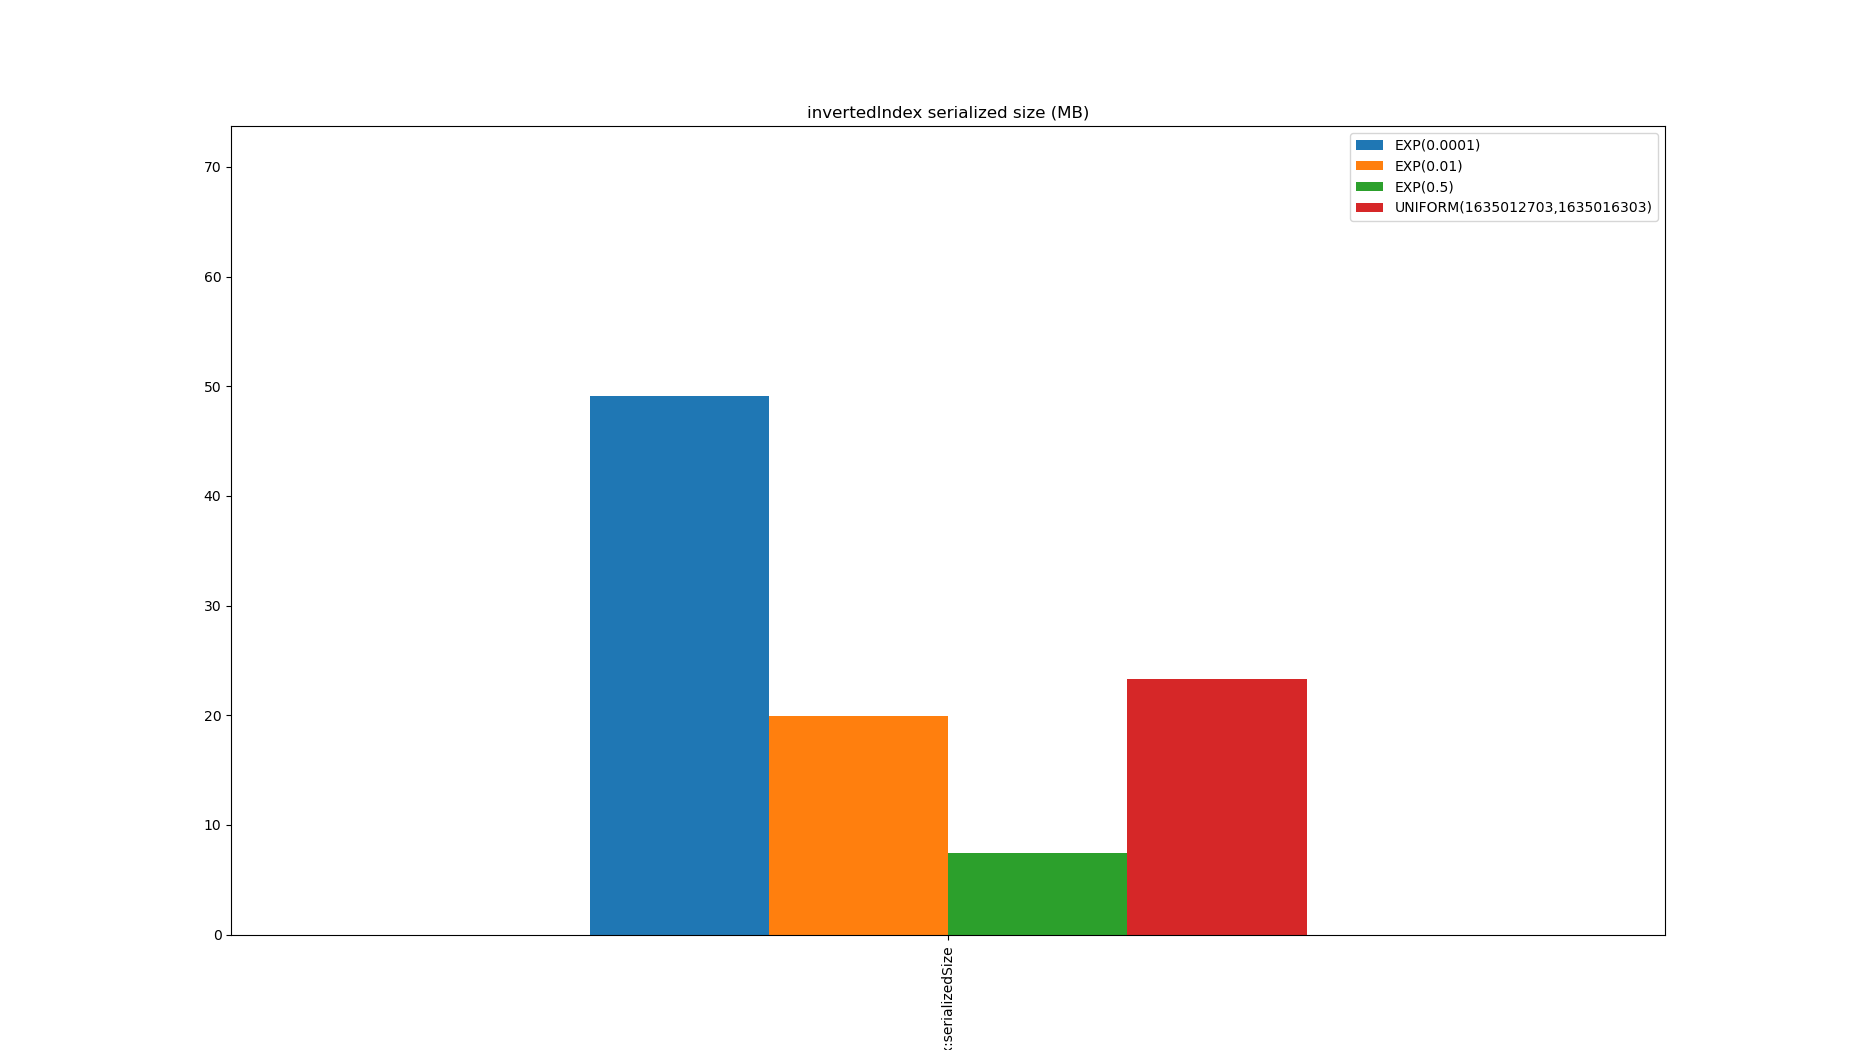 invertedIndex serialized size (MB)
70
60
50
40
30
20
10
0
EXP(0.0001)
EXP(0.01)
EXP(0.5)
UNIFORM(1635012703,1635016303)
:serializedSize